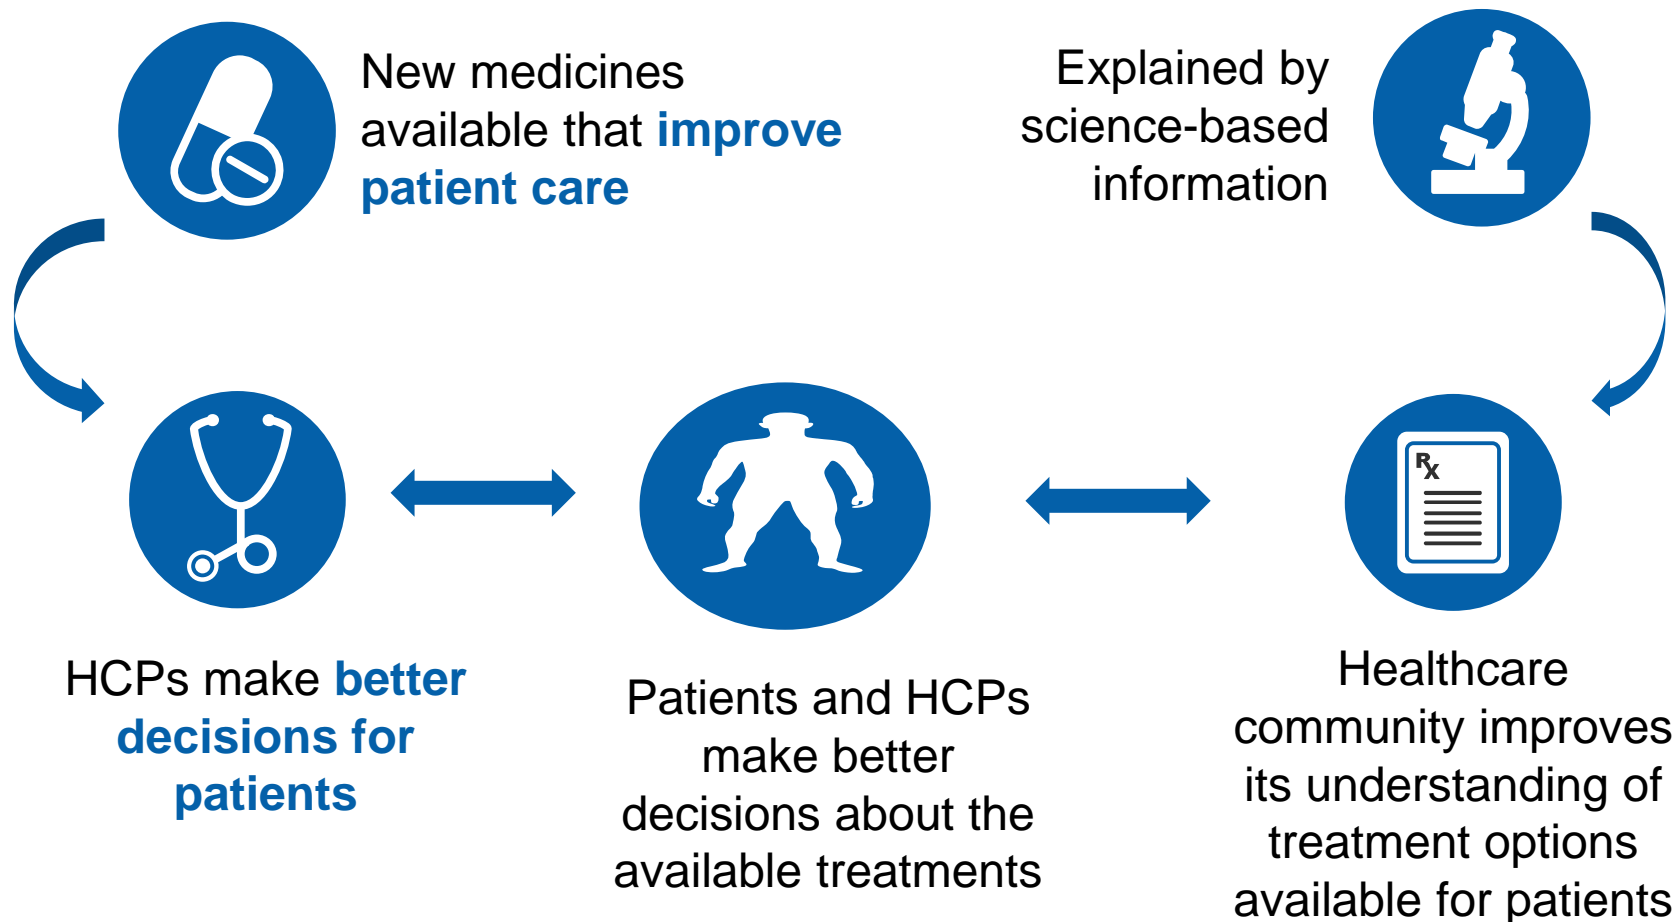 New medicines
available that improve
patient care
Explained by
science-based
information
HCPs make better
decisions for
patients
Patients and HCPs
make better
decisions about the
available treatments
Rx
Healthcare
community improves
its understanding of
treatment options
available for patients